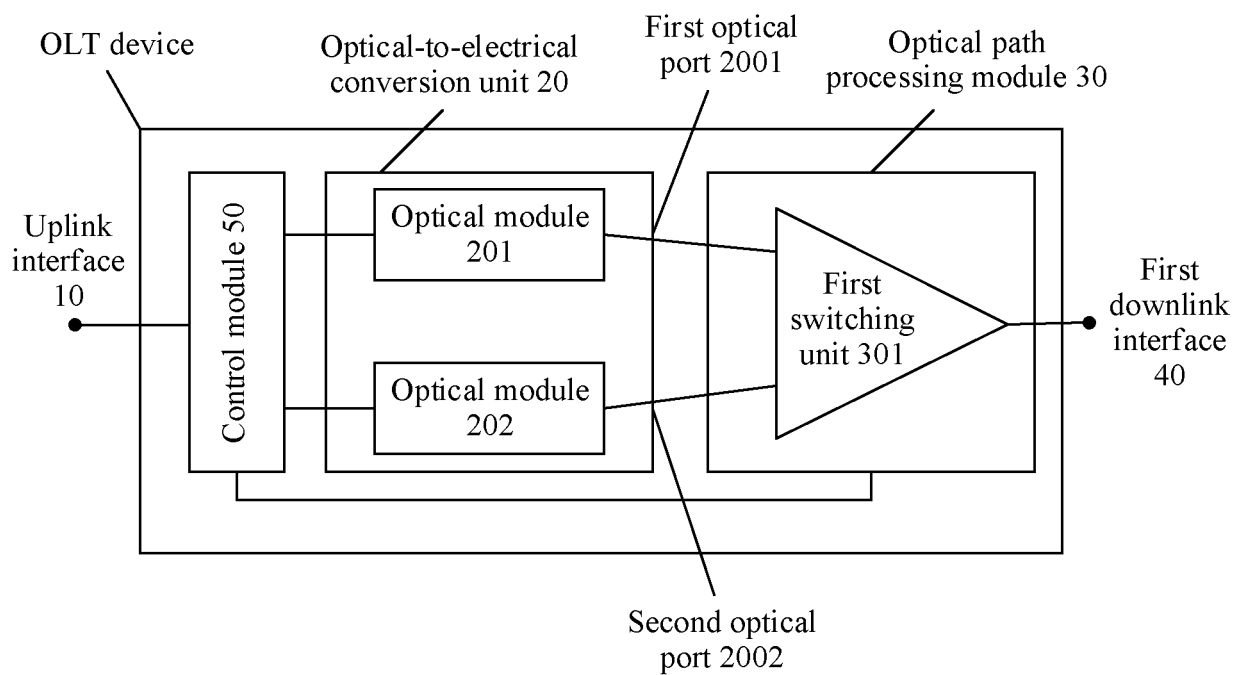 OLT device
Optical-to-electrical
conversion unit 20
First optical
port 2001
Optical path
processing module 30
Uplink
interface
10
Control module 50
Optical module
201
Optical module
202
First
switching
unit 301
First
downlink
interface
40
Second optical
port 2002